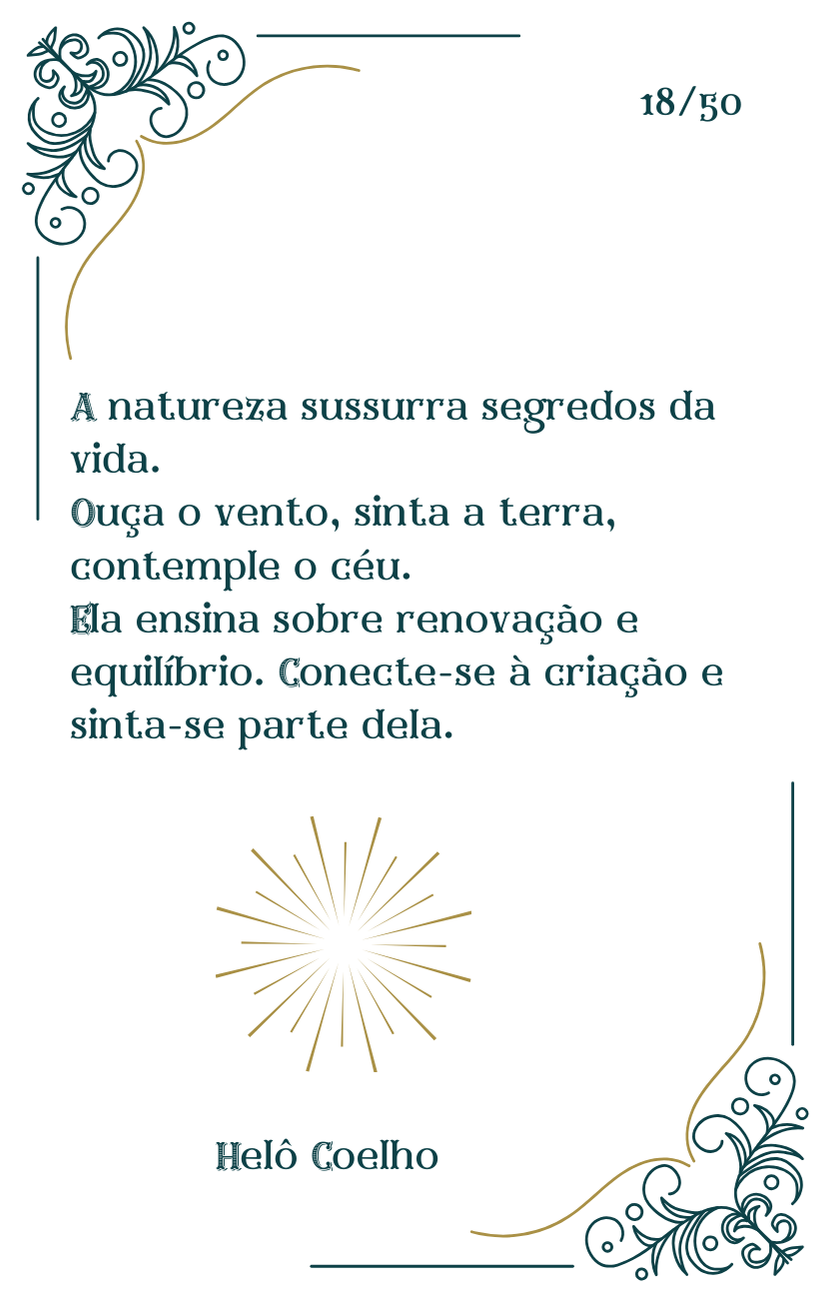 18/50
A natureza sussurra segredos da
vida.
Ouça o vento, sinta a terra,
contemple o céu.
Ela ensina sobre renovação e
equilíbrio. Conecte-se à criação e
sinta-se parte dela.
Helô Coelho